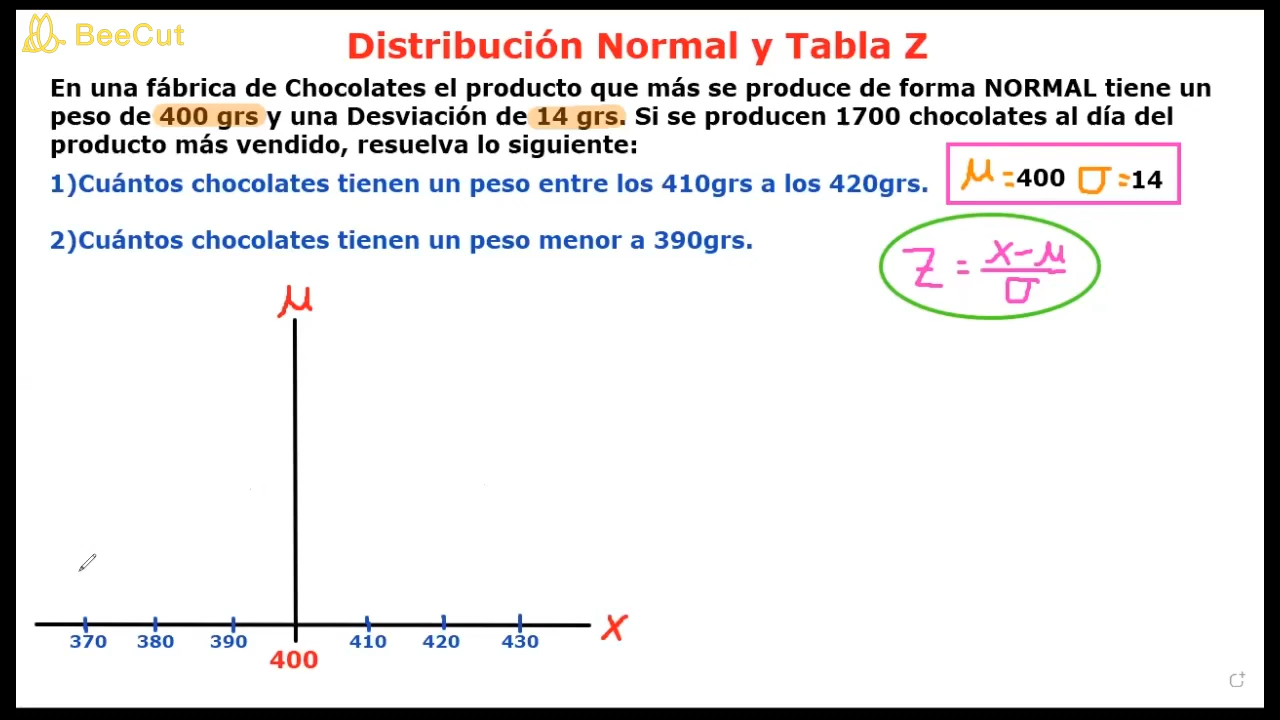 BeeCut
Distribución Normal y Tabla Z
En una fábrica de Chocolates el producto que más se produce de forma NORMAL tiene un
peso de 400 grs y una Desviación de 14 grs. Si se producen 1700 chocolates al día del
producto más vendido, resuelva lo siguiente:
1)Cuántos chocolates tienen un peso entre los 410grs a los 420grs.
μ=400 σ=14
2)Cuántos chocolates tienen un peso menor a 390grs.
Z = x-μ / σ
μ
x
370 380 390 400 410 420 430